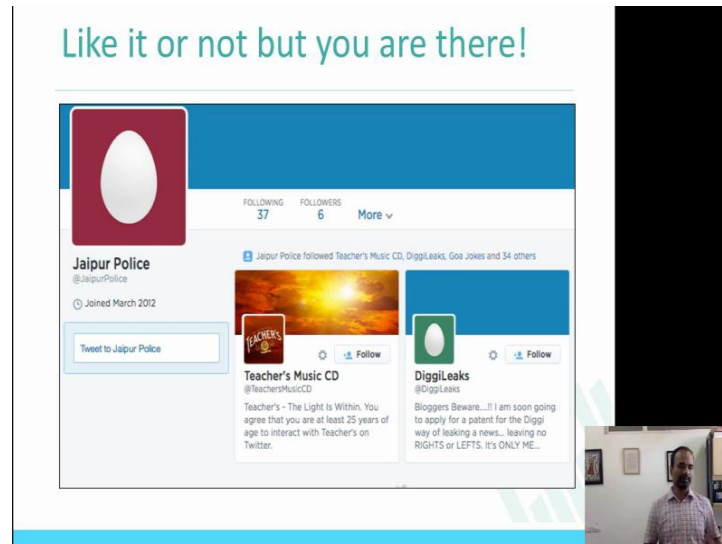 Like it or not but you are there!
FOLLOWING FOLLOWERS
37 6 More
Jaipur Police
@JaipurPolice
Joined March 2012
Tweet to Jaipur Police
Jaipur Police followed Teacher's Music CD, DiggiLeaks, Goa Jokes and 34 others
TEACHER'S
Follow
Teacher's Music CD
@TeachersMusicCD
Teacher's - The Light Is Within. You
agree that you are at least 25 years of
age to interact with Teacher's on
Twitter.
Follow
DiggiLeaks
@DiggiLeaks
Bloggers Beware....!! I am soon going
to apply for a patent for the Diggi
way of leaking a news... leaving no
RIGHTS or LEFTS. It's ONLY ME...